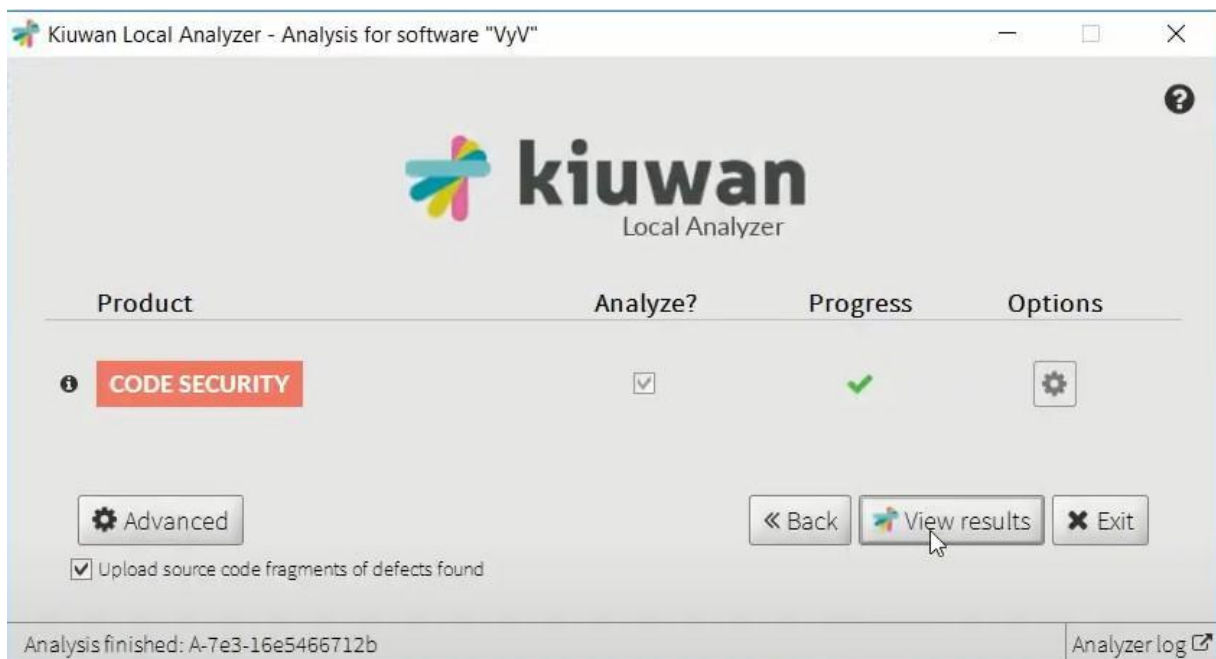 Kiuwan Local Analyzer - Analysis for software "VyV"
kiuwan
Local Analyzer
Product Analyze? Progress Options
CODE SECURITY
Advanced Back View results Exit
Upload source code fragments of defects found
Analysis finished: A-7e3-16e5466712b Analyzer log